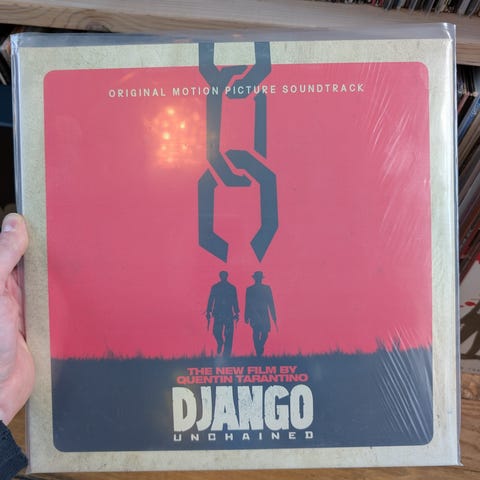 ORIGINAL MOTION PICTURE SOUNDTRACK
THE NEW FILM BY
QUENTIN TARANTINO
DJANGO
UNCHAINED